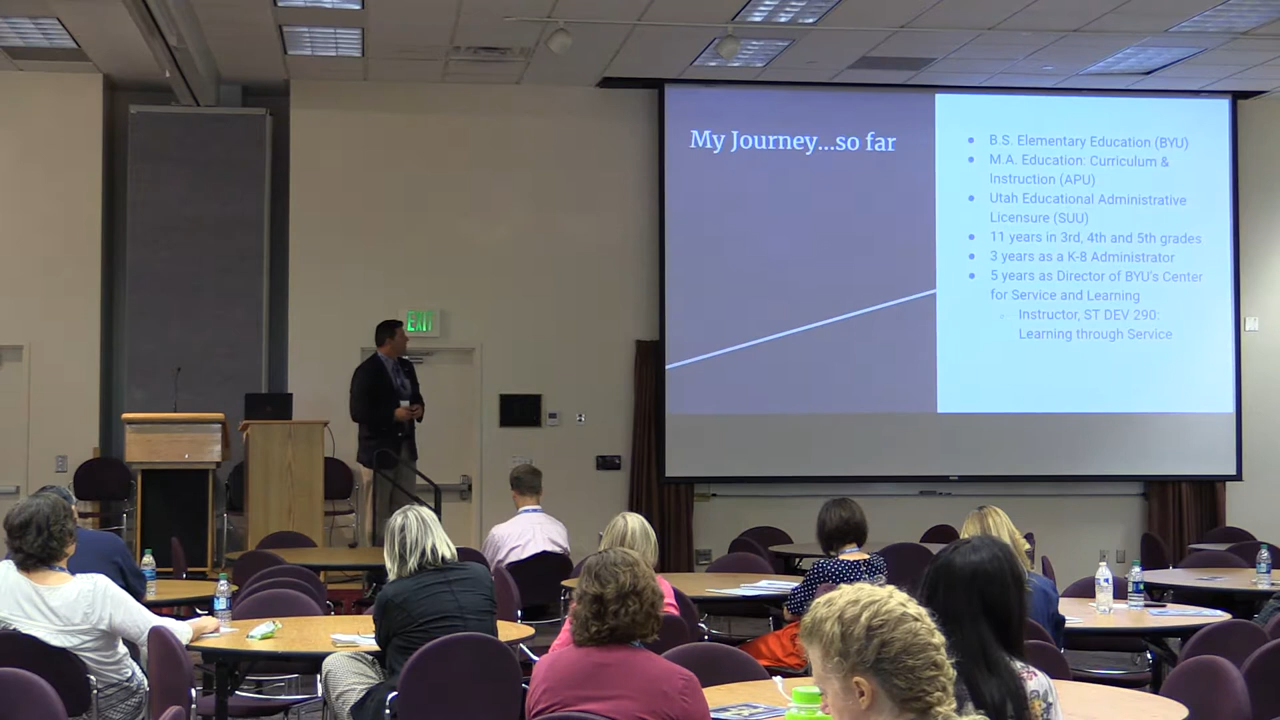 My Journey...so far
● B.S. Elementary Education (BYU)
● M.A. Education: Curriculum &
Instruction (APU)
● Utah Educational Administrative
Licensure (SUU)
● 11 years in 3rd, 4th and 5th grades
● 3 years as a K-8 Administrator
● 5 years as Director of BYU's Center
for Service and Learning
○ Instructor, ST DEV 290:
Learning through Service
EXIT